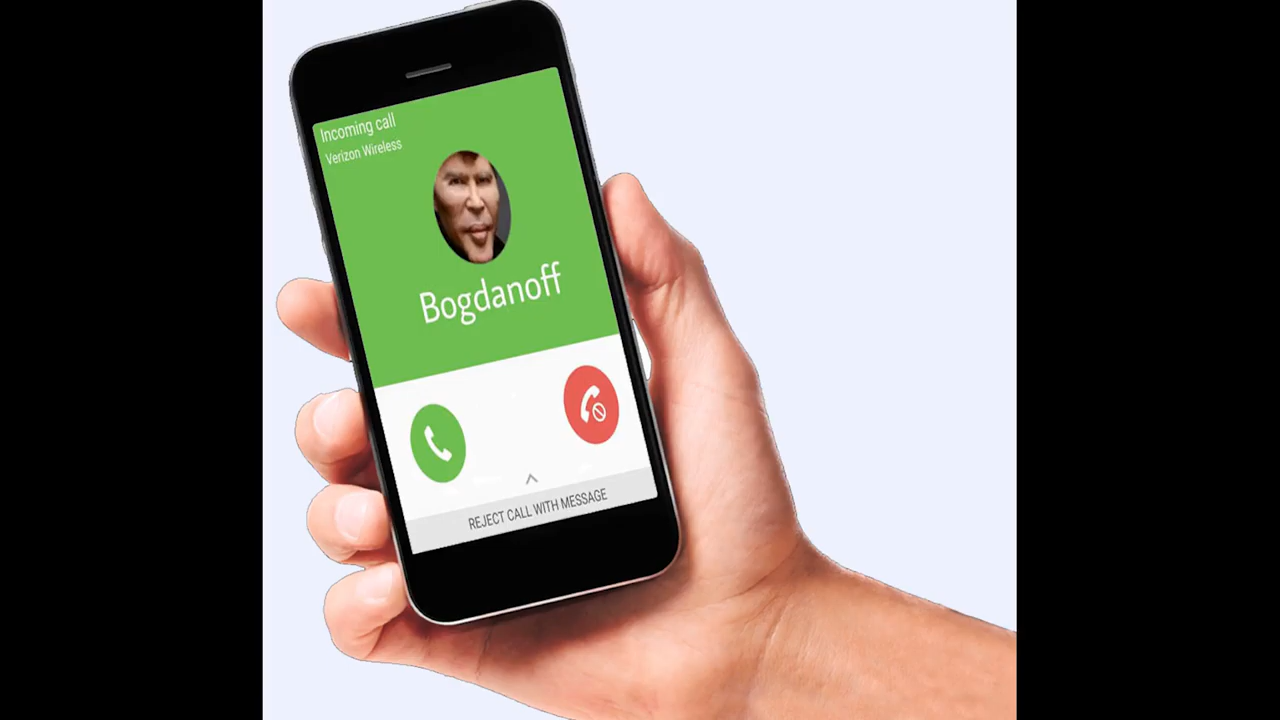 Incoming call
Verizon Wireless
Bogdanoff
REJECT CALL WITH MESSAGE